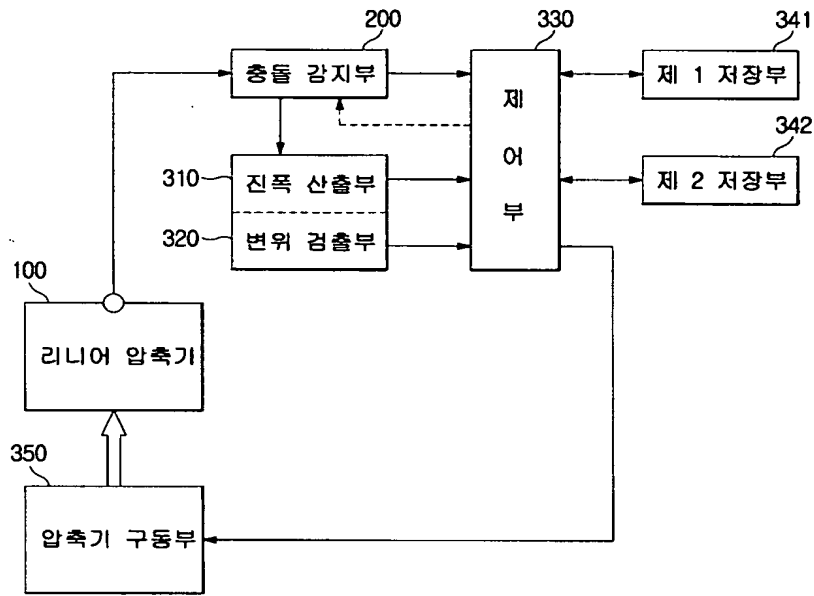 200
330
341
충돌 감지부
제어부
제 1 저장부
342
310
진폭 산출부
제 2 저장부
320
변위 검출부
100
리니어 압축기
350
압축기 구동부